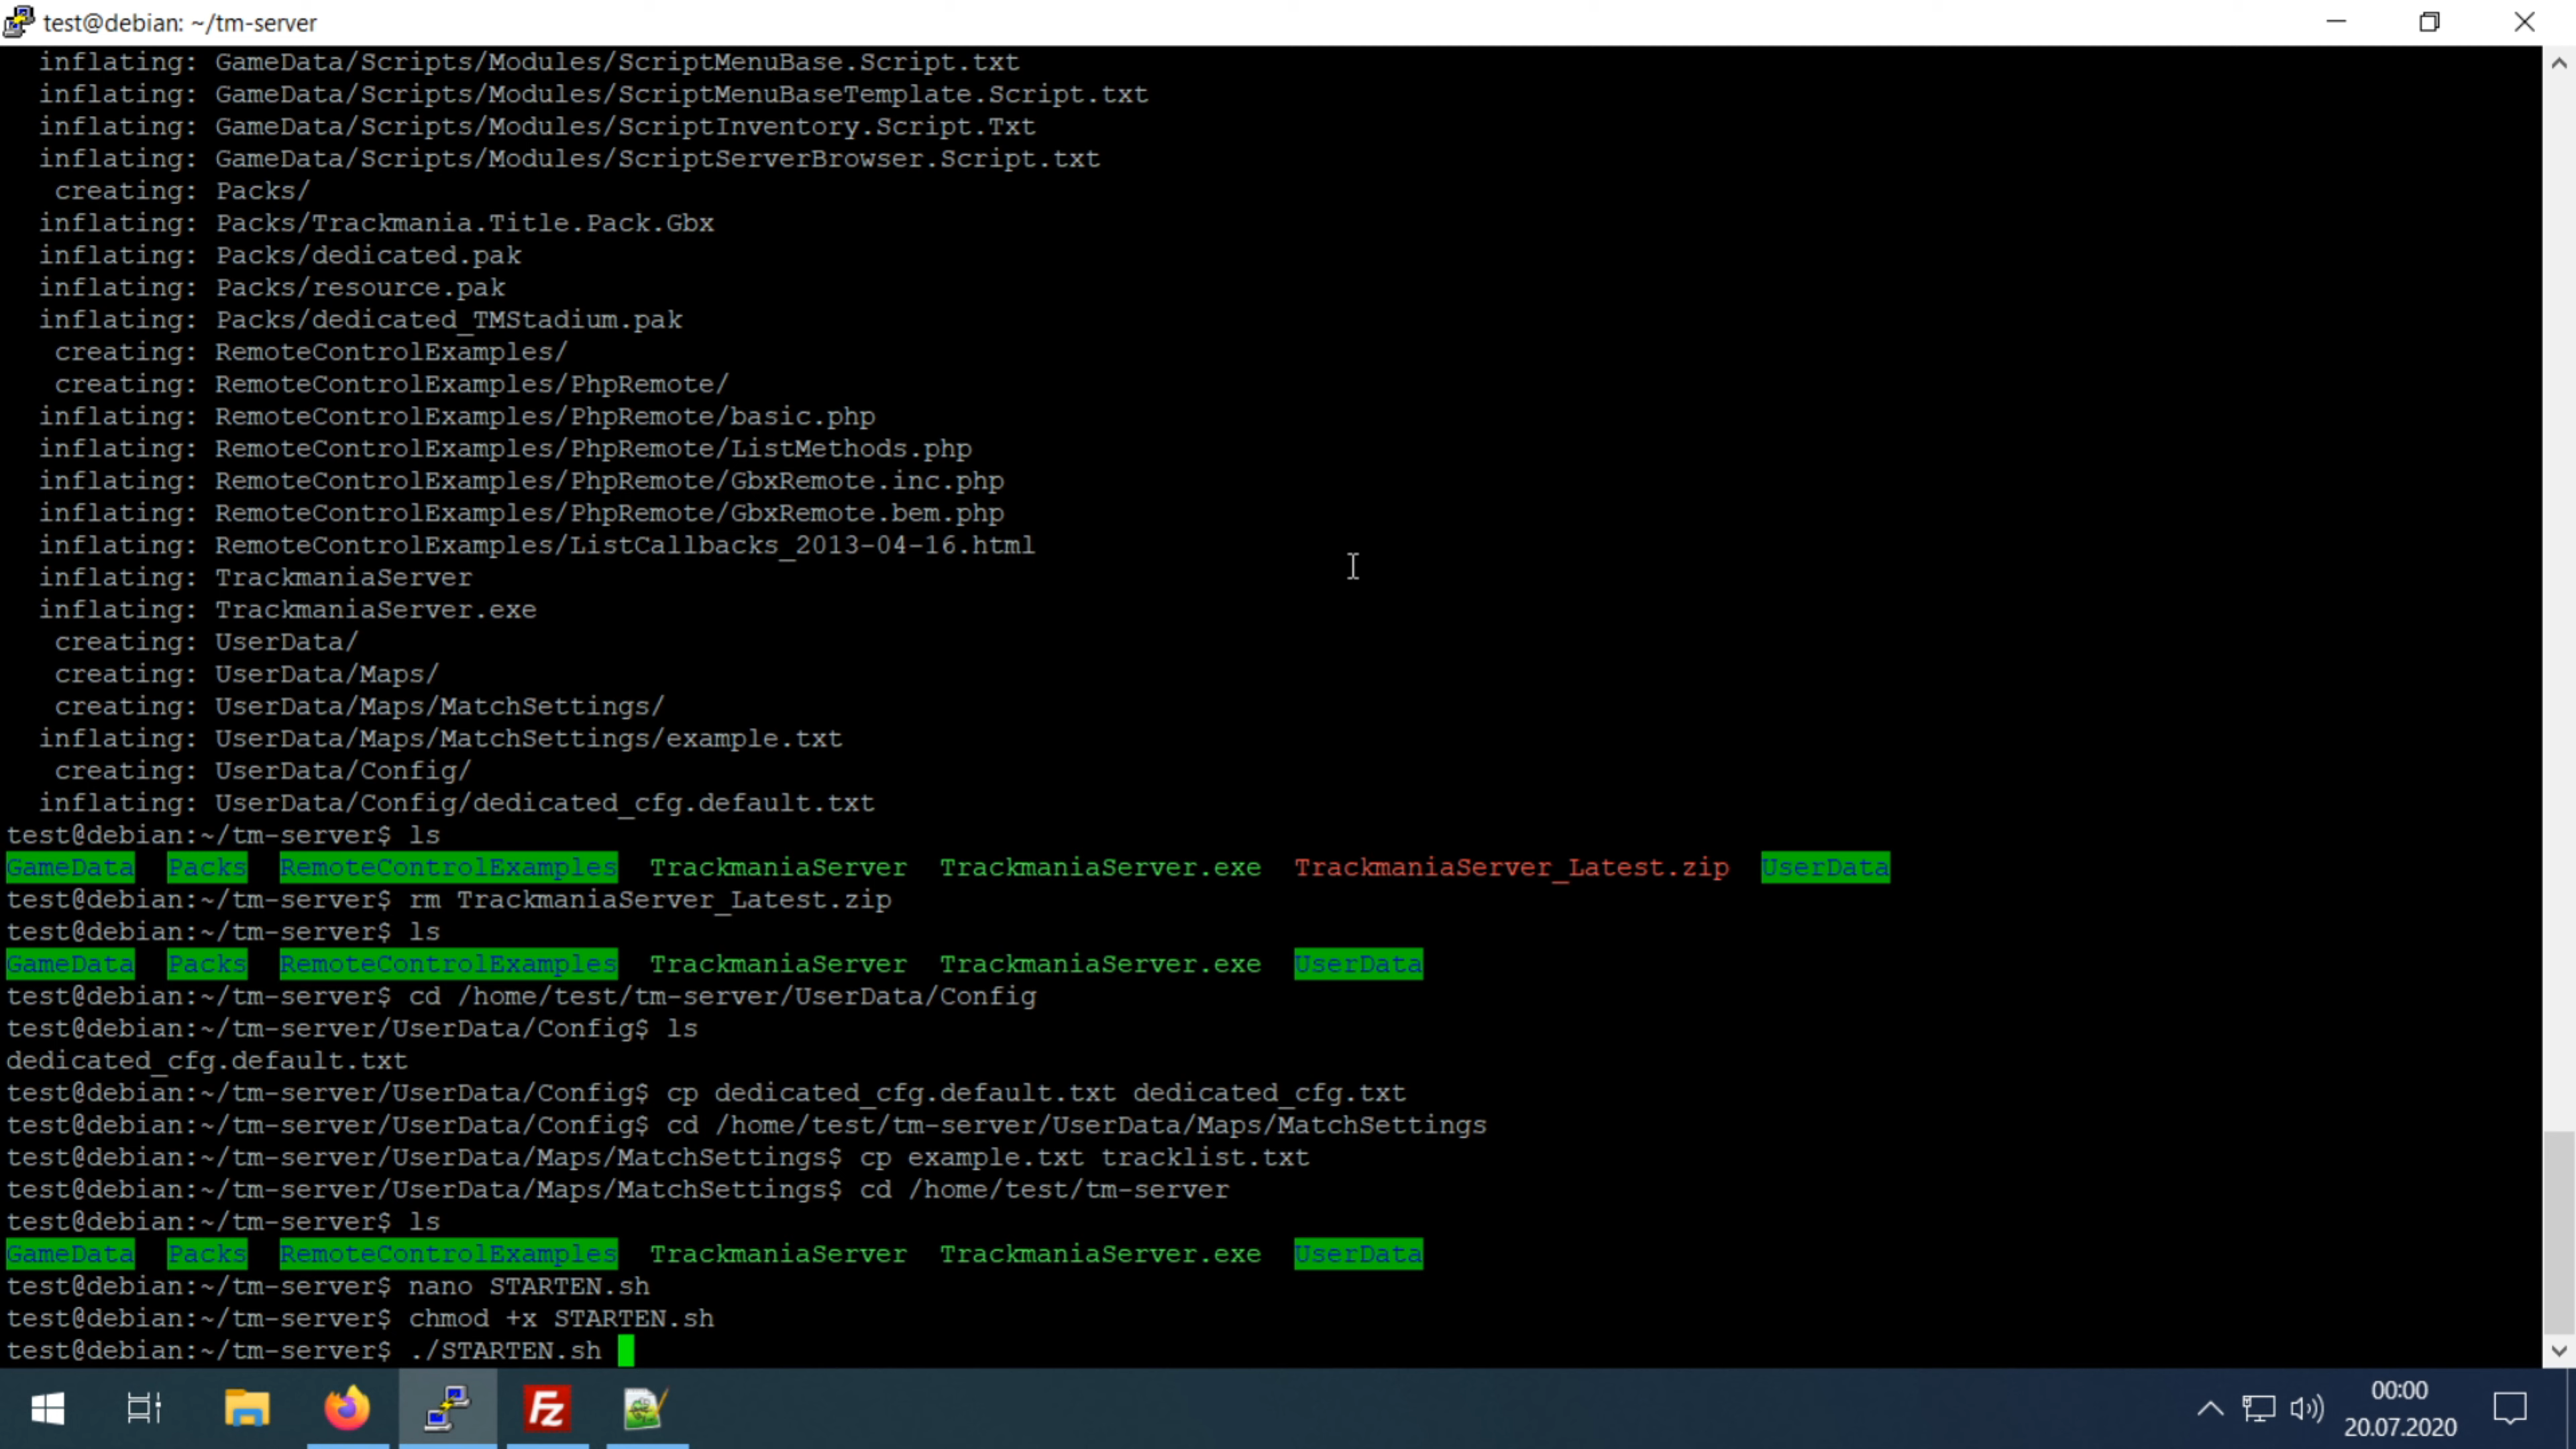 test@debian: ~/tm-server
inflating: GameData/Scripts/Modules/ScriptMenuBase.Script.txt
inflating: GameData/Scripts/Modules/ScriptMenuBaseTemplate.Script.txt
inflating: GameData/Scripts/Modules/ScriptInventory.Script.Txt
inflating: GameData/Scripts/Modules/ScriptServerBrowser.Script.txt
creating: Packs/
inflating: Packs/Trackmania.Title.Pack.Gbx
inflating: Packs/dedicated.pak
inflating: Packs/resource.pak
inflating: Packs/dedicated_TMStadium.pak
creating: RemoteControlExamples/
creating: RemoteControlExamples/PhpRemote/
inflating: RemoteControlExamples/PhpRemote/basic.php
inflating: RemoteControlExamples/PhpRemote/ListMethods.php
inflating: RemoteControlExamples/PhpRemote/GbxRemote.inc.php
inflating: RemoteControlExamples/PhpRemote/GbxRemote.bem.php
inflating: RemoteControlExamples/ListCallbacks_2013-04-16.html
inflating: TrackmaniaServer
inflating: TrackmaniaServer.exe
creating: UserData/
creating: UserData/Maps/
creating: UserData/Maps/MatchSettings/
inflating: UserData/Maps/MatchSettings/example.txt
creating: UserData/Config/
inflating: UserData/Config/dedicated_cfg.default.txt
test@debian:~/tm-server$ ls
GameData Packs RemoteControlExamples TrackmaniaServer TrackmaniaServer.exe TrackmaniaServer_Latest.zip UserData
test@debian:~/tm-server$ rm TrackmaniaServer_Latest.zip
test@debian:~/tm-server$ ls
GameData Packs RemoteControlExamples TrackmaniaServer TrackmaniaServer.exe UserData
test@debian:~/tm-server$ cd /home/test/tm-server/UserData/Config
test@debian:~/tm-server/UserData/Config$ ls
dedicated_cfg.default.txt
test@debian:~/tm-server/UserData/Config$ cp dedicated_cfg.default.txt dedicated_cfg.txt
test@debian:~/tm-server/UserData/Config$ cd /home/test/tm-server/UserData/Maps/MatchSettings
test@debian:~/tm-server/UserData/Maps/MatchSettings$ cp example.txt tracklist.txt
test@debian:~/tm-server/UserData/Maps/MatchSettings$ cd /home/test/tm-server
test@debian:~/tm-server$ ls
GameData Packs RemoteControlExamples TrackmaniaServer TrackmaniaServer.exe UserData
test@debian:~/tm-server$ nano STARTEN.sh
test@debian:~/tm-server$ chmod +x STARTEN.sh
test@debian:~/tm-server$ ./STARTEN.sh
Fz
00:00
20.07.2020